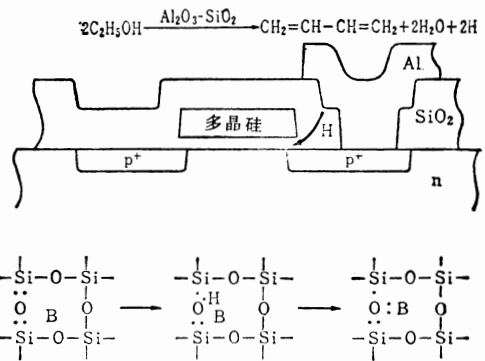 2C₂H₅OH —Al₂O₃-SiO₂→ CH₂=CH-CH=CH₂+2H₂O+2H
Al
多晶硅
H
SiO₂
p⁺
p⁺
n
Si-O-Si Si-O-Si Si-O-Si
O B O O H B O O:B O
Si-O-Si Si-O-Si Si-O-Si